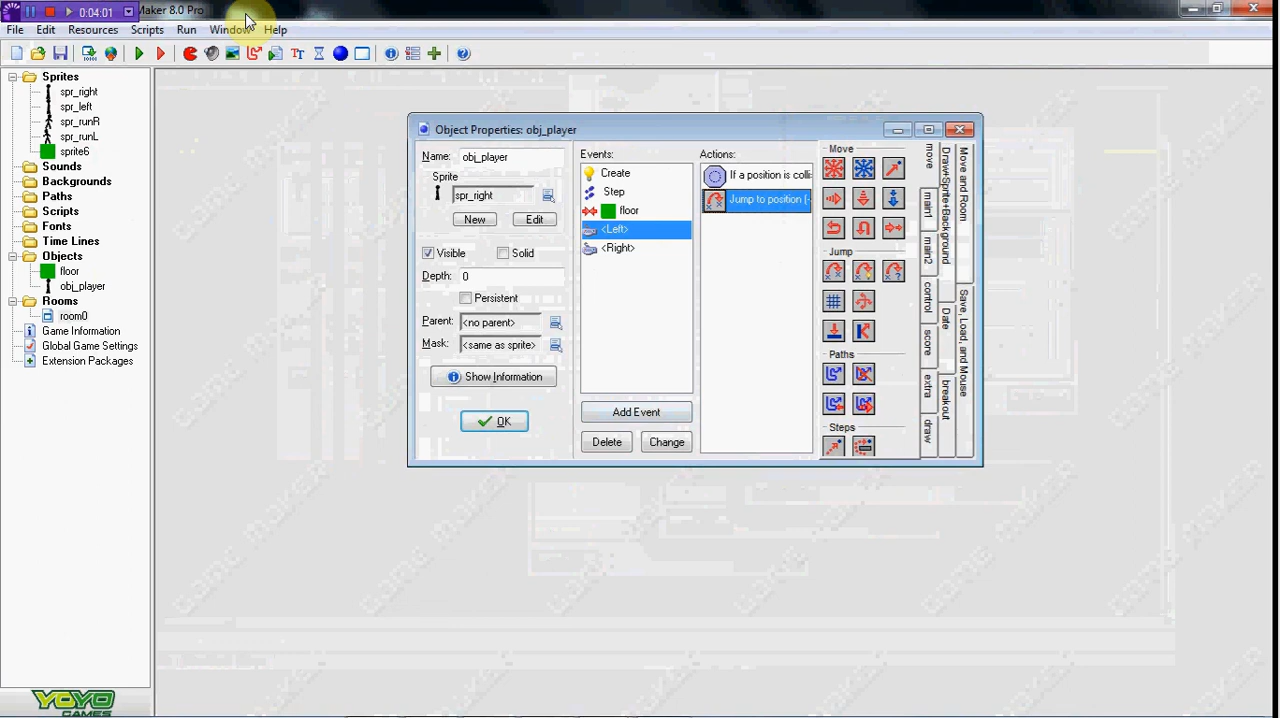 0:04:01 Maker 8.0 Pro
File Edit Resources Scripts Run Window Help
Sprites
spr_right
spr_left
spr_runR
spr_runL
sprite6
Sounds
Backgrounds
Paths
Scripts
Fonts
Time Lines
Objects
floor
obj_player
Rooms
room0
Game Information
Global Game Settings
Extension Packages
YOYO
GAMES
Object Properties: obj_player
Name: obj_player
Sprite
spr_right
New Edit
Visible Solid
Depth: 0
Persistent
Parent: <no parent>
Mask: <same as sprite>
Show Information
OK
Events:
Create
Step
floor
<Left>
<Right>
Add Event
Delete Change
Actions:
If a position is colli
Jump to position (-
Move
Jump
Paths
Steps
move
main1
main2
control
score
extra
draw
Draw+Sprite+Background
Date
breakout
Move and Room
Save, Load, and Mouse